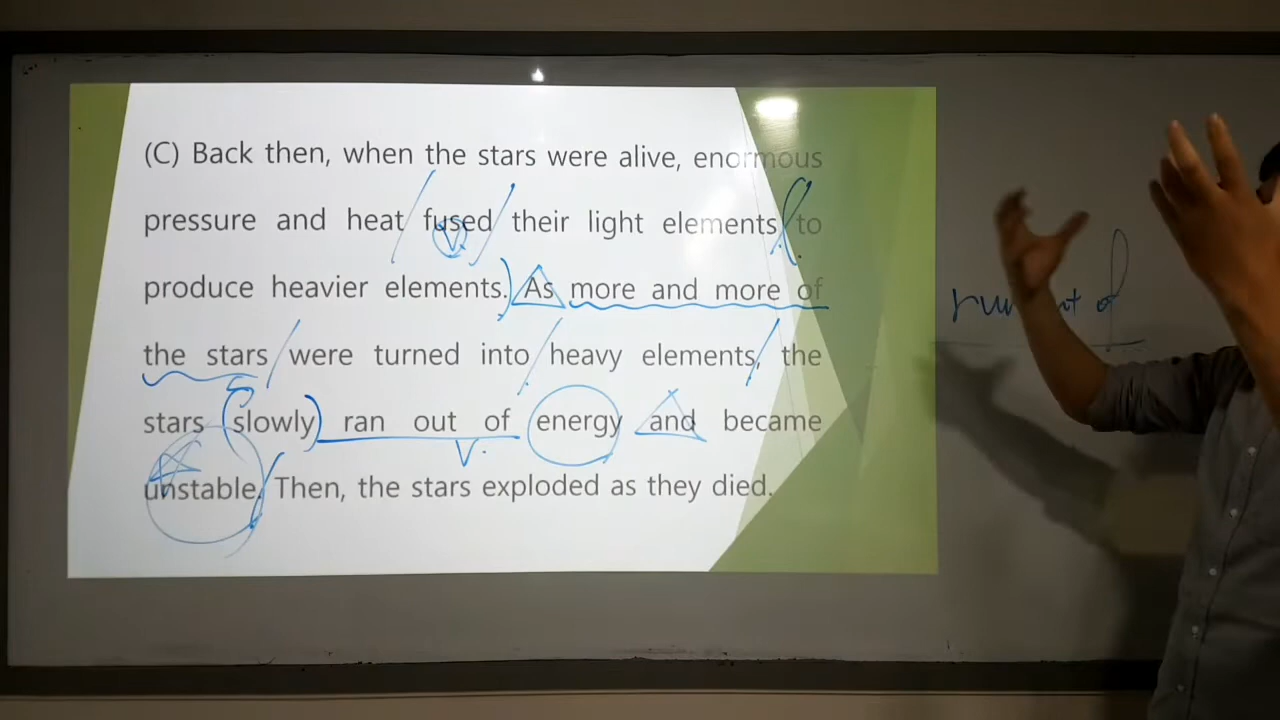 (C) Back then, when the stars were alive, enormous
pressure and heat fused their light elements to
produce heavier elements. As more and more of
the stars were turned into heavy elements, the
stars slowly ran out of energy and became
unstable. Then, the stars exploded as they died.
V
V.
of